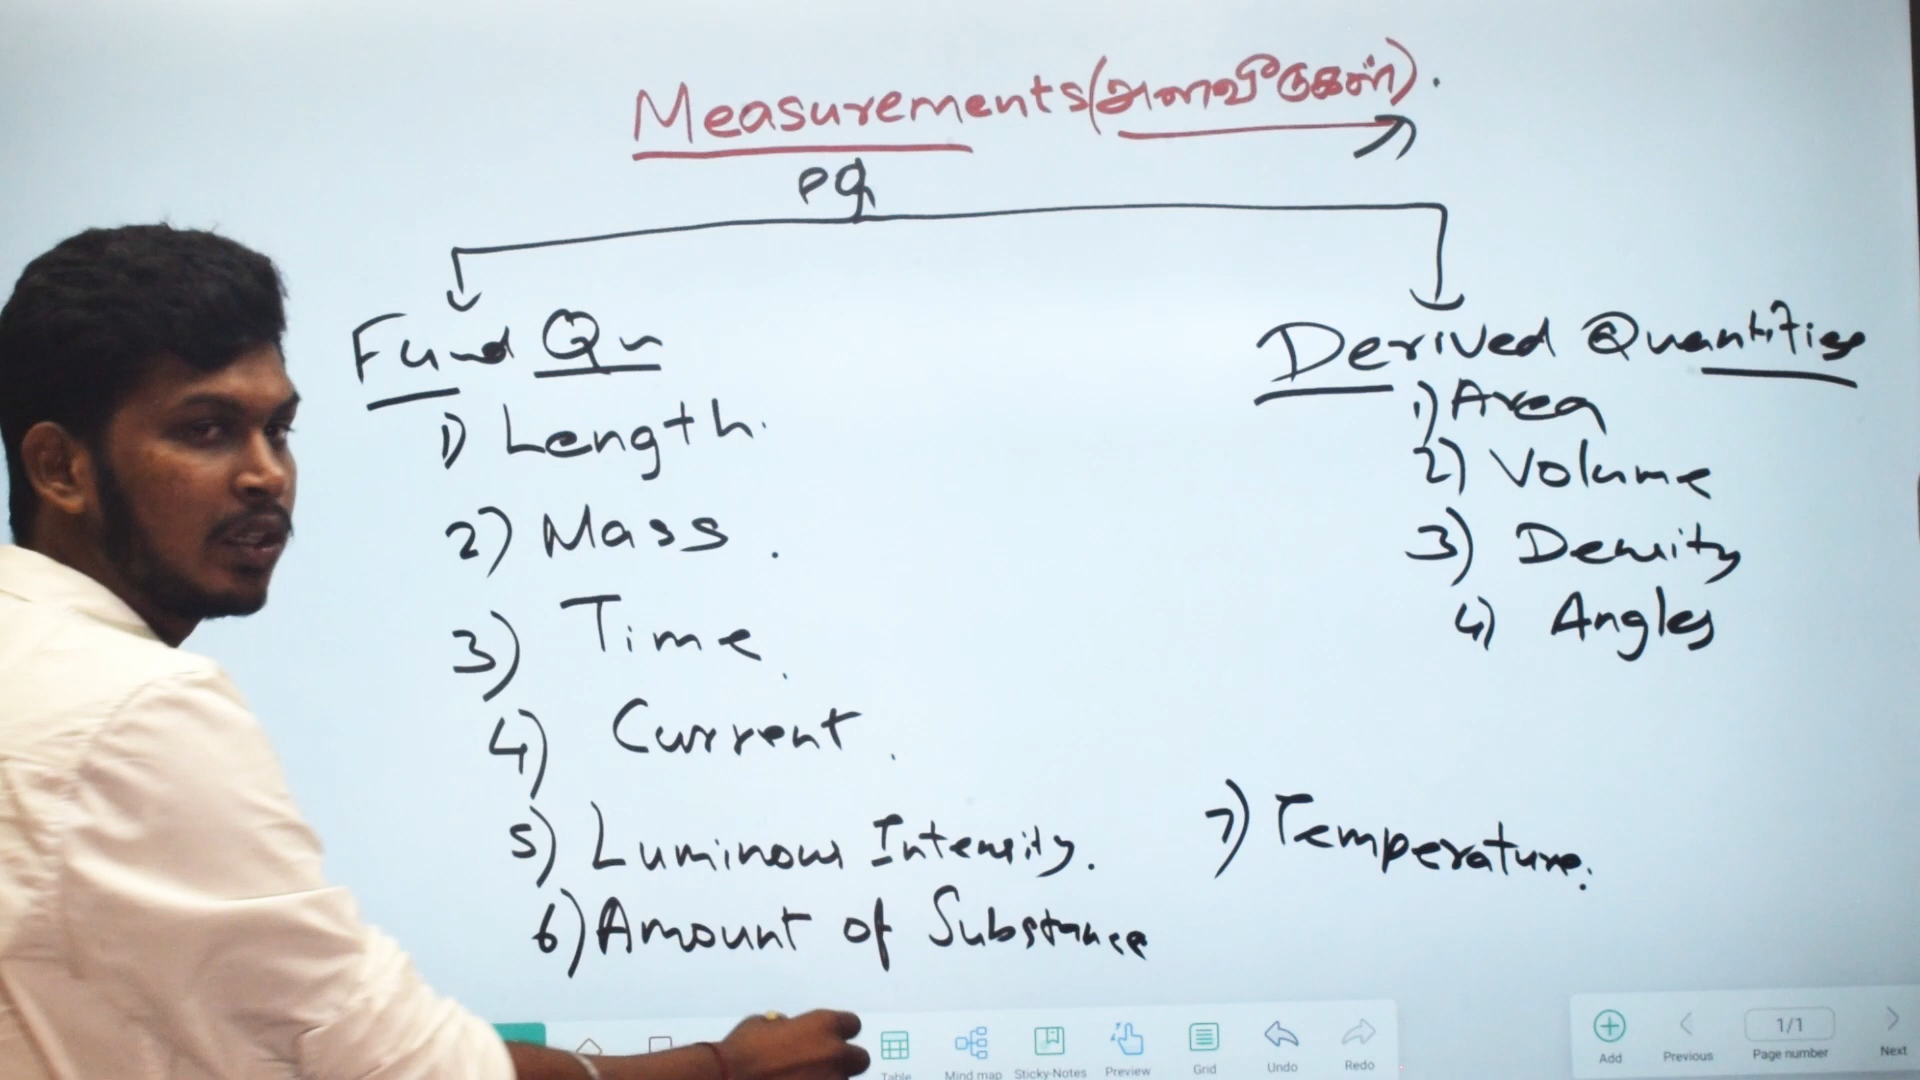 Measurements(அளவீடுகள்).
PQ
Fund Qu
1) Length.
2) Mass.
3) Time.
4) Current.
5) Luminous Intensity.
6) Amount of Substance
7) Temperature.
Derived Quantities
1) Area
2) Volume
3) Density
4) Angles
Table
Mind map
Sticky-Notes
Preview
Grid
Undo
Redo
Add
Previous
1/1
Page number
Next